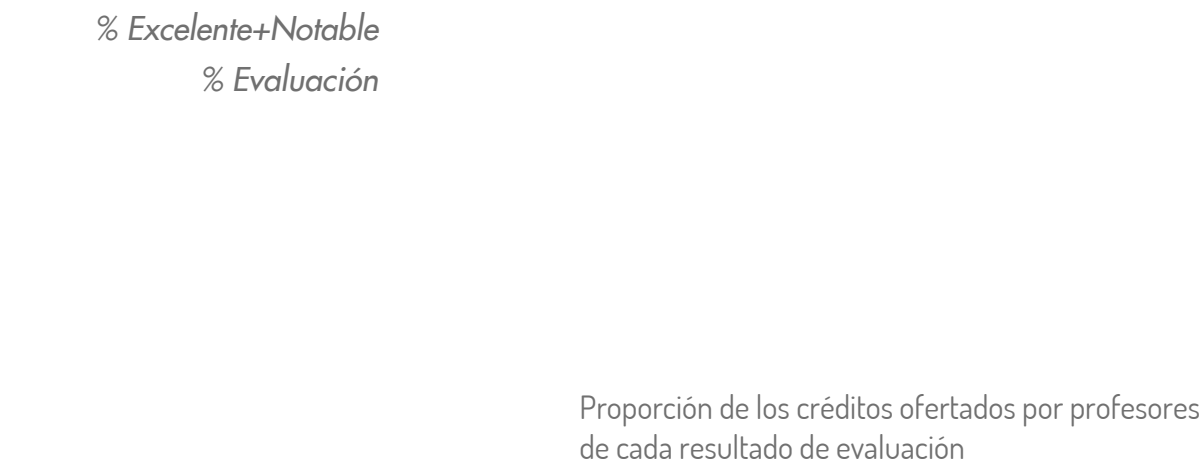 % Excelente+Notable
% Evaluación
Proporción de los créditos ofertados por profesores
de cada resultado de evaluación